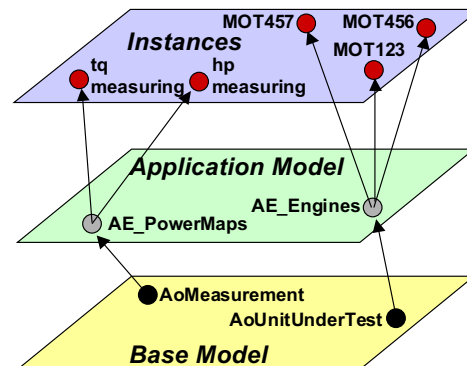 MOT457
MOT456
Instances
MOT123
tq
measuring
hp
measuring
Application Model
AE_Engines
AE_PowerMaps
AoMeasurement
AoUnitUnderTest
Base Model